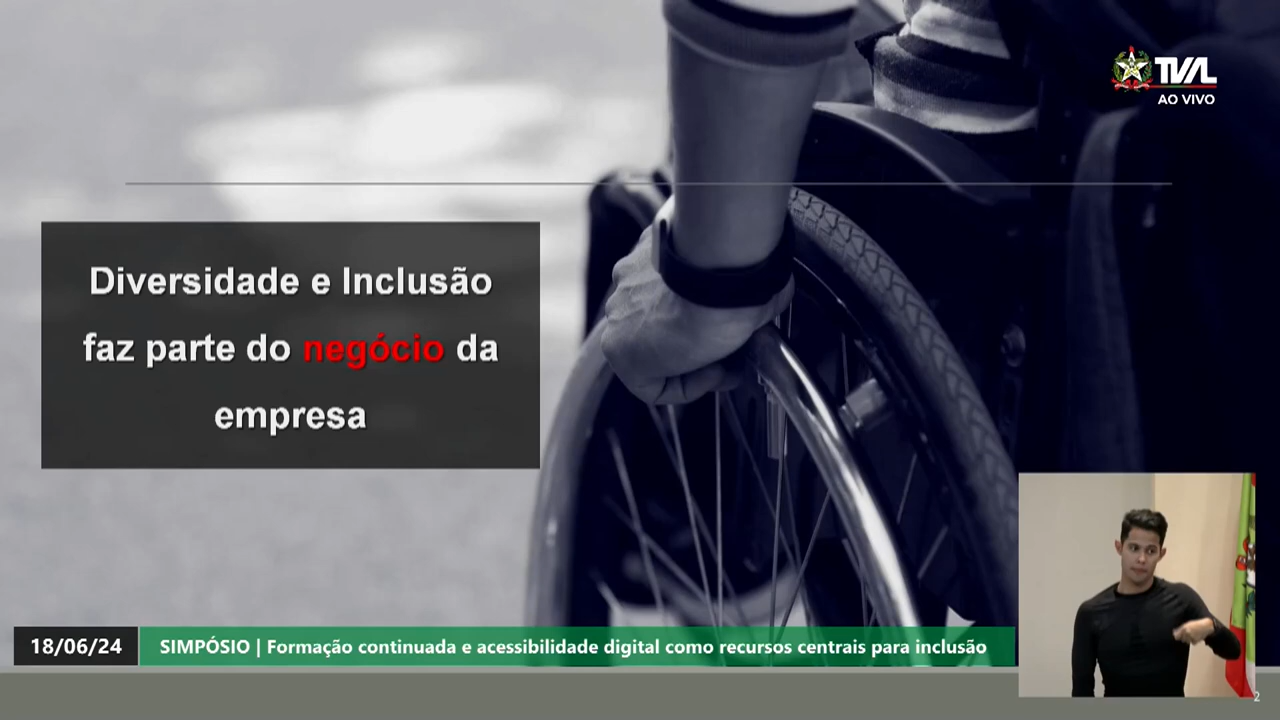 TVAL
AO VIVO
Diversidade e Inclusão
faz parte do negócio da
empresa
18/06/24
SIMPÓSIO | Formação continuada e acessibilidade digital como recursos centrais para inclusão
2